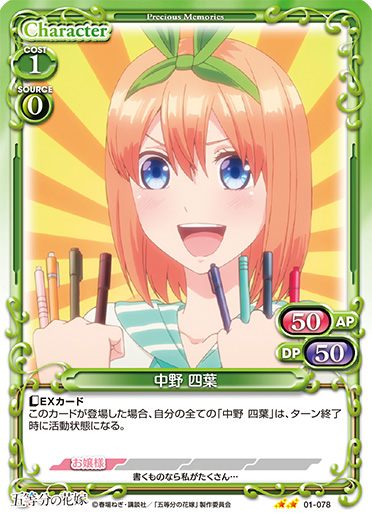 Precious Memories
Character
COST
1
SOURCE
0
50 AP
DP 50
中野 四葉
EXカード
このカードが登場した場合、自分の全ての「中野 四葉」は、ターン終了
時に活動状態になる。
お嬢様
書くものなら私がたくさん…
五等分の花嫁
©春場ねぎ・講談社／「五等分の花嫁」製作委員会
01-078